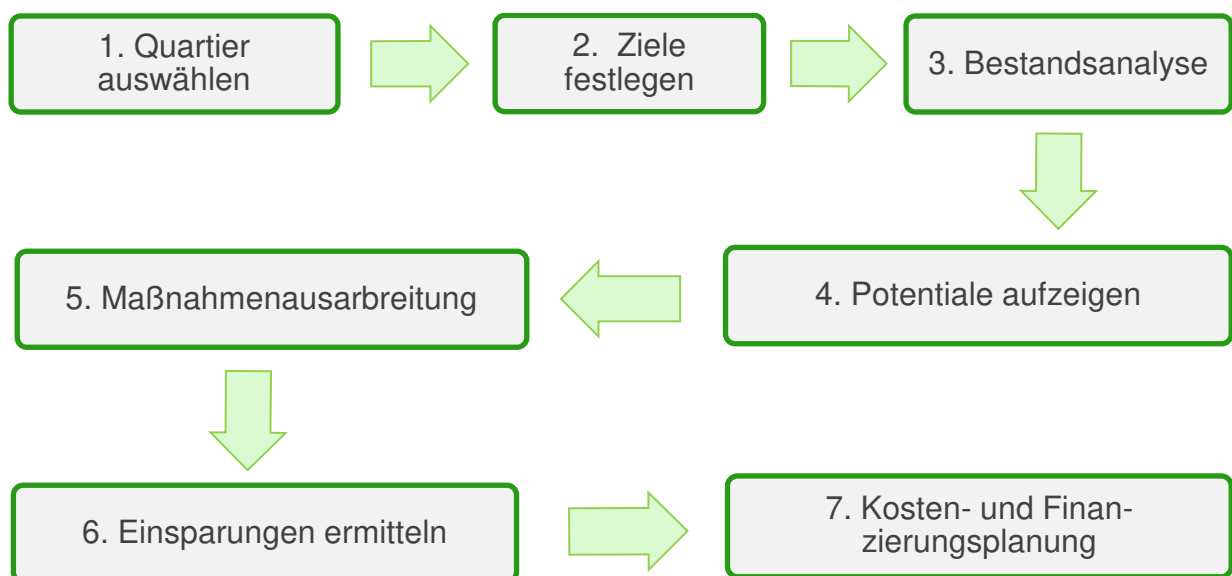 1. Quartier
auswählen
2. Ziele
festlegen
3. Bestandsanalyse
4. Potentiale aufzeigen
5. Maßnahmenausarbreitung
6. Einsparungen ermitteln
7. Kosten- und Finan-
zierungsplanung